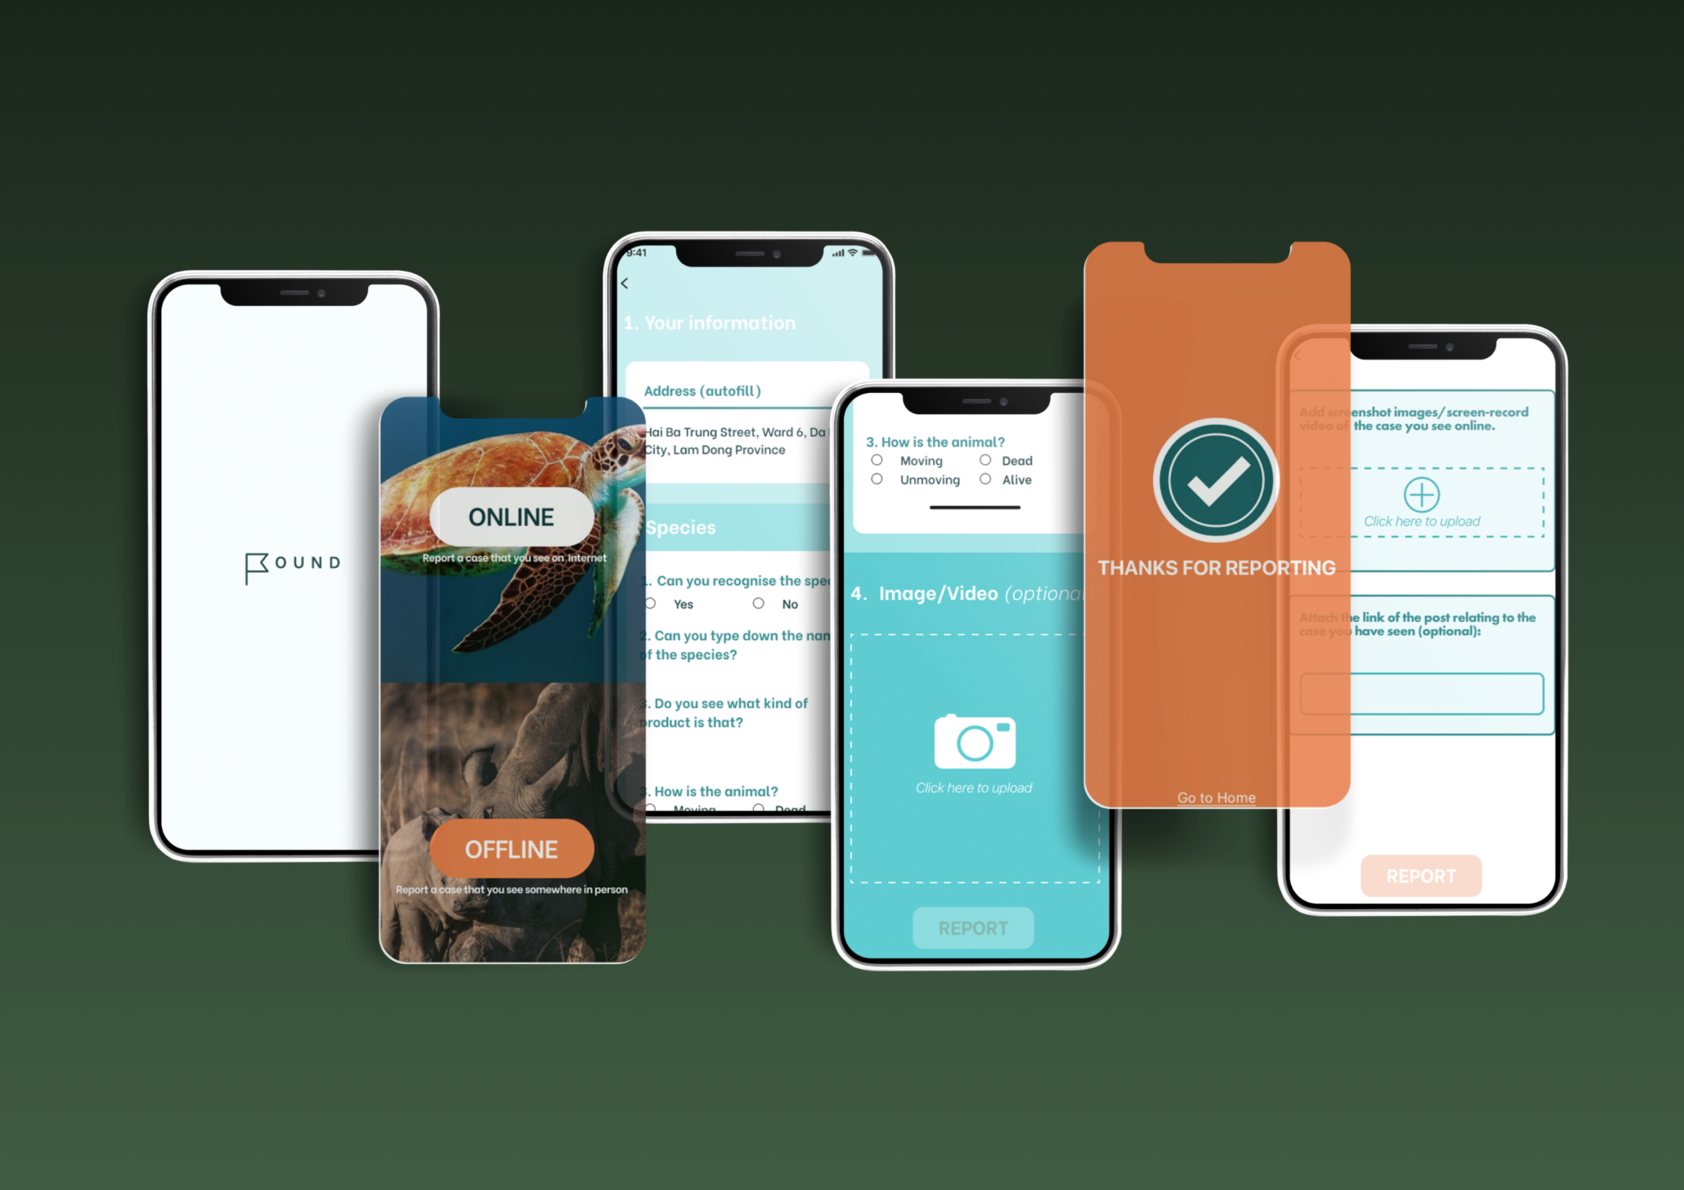 FOUND
ONLINE
Report a case that you see on Internet
OFFLINE
Report a case that you see somewhere in person
9:41
1. Your information
Address (autofill)
Hai Ba Trung Street, Ward 6, Da
City, Lam Dong Province
Species
1. Can you recognise the spe
Yes No
2. Can you type down the nam
of the species?
3. Do you see what kind of
product is that?
3. How is the animal?
Moving Dead
3. How is the animal?
Moving Dead
Unmoving Alive
4. Image/Video (optional
Click here to upload
REPORT
THANKS FOR REPORTING
Go to Home
Add screenshot images/screen-record
video of the case you see online.
Click here to upload
Attach the link of the post relating to the
case you have seen (optional):
REPORT